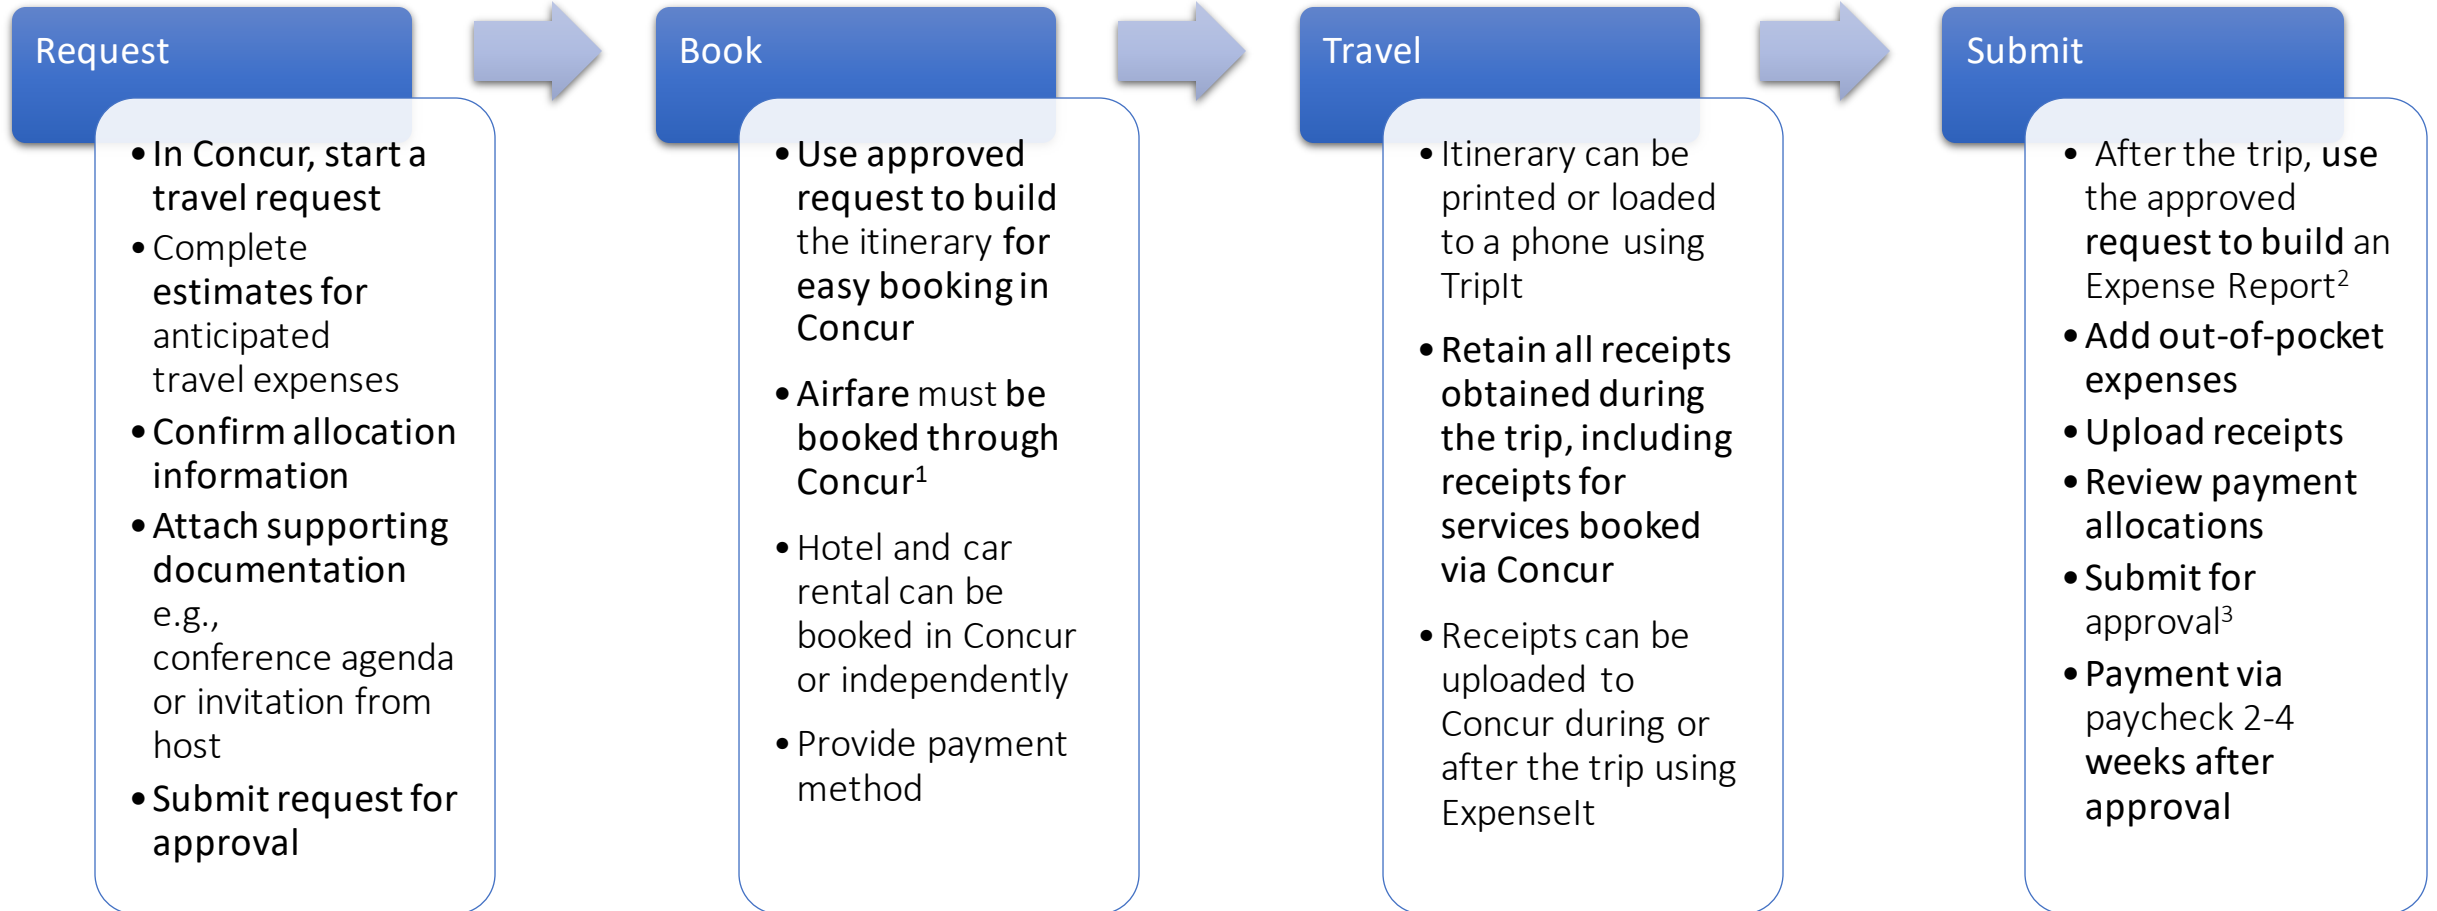 Request
• In Concur, start a
travel request
• Complete
estimates for
anticipated
travel expenses
• Confirm allocation
information
• Attach supporting
documentation
e.g.,
conference agenda
or invitation from
host
• Submit request for
approval
Book
• Use approved
request to build
the itinerary for
easy booking in
Concur
• Airfare must be
booked through
Concur¹
• Hotel and car
rental can be
booked in Concur
or independently
• Provide payment
method
Travel
• Itinerary can be
printed or loaded
to a phone using
TripIt
• Retain all receipts
obtained during
the trip, including
receipts for
services booked
via Concur
• Receipts can be
uploaded to
Concur during or
after the trip using
ExpenseIt
Submit
• After the trip, use
the approved
request to build an
Expense Report²
• Add out-of-pocket
expenses
• Upload receipts
• Review payment
allocations
• Submit for
approval³
• Payment via
paycheck 2-4
weeks after
approval